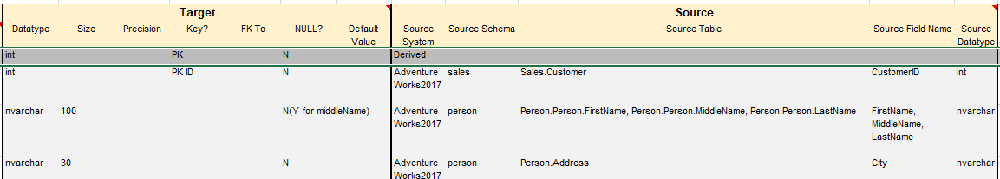 Target Source
Datatype Size Precision Key? FK To NULL? Default Value Source System Source Schema Source Table Source Field Name Source Datatype
int PK N Derived
int PK ID N Adventure Works2017 sales Sales.Customer CustomerID int
nvarchar 100 N(Y for middleName) Adventure Works2017 person Person.Person.FirstName, Person.Person.MiddleName, Person.Person.LastName FirstName, MiddleName, LastName nvarchar
nvarchar 30 N Adventure Works2017 person Person.Address City nvarchar